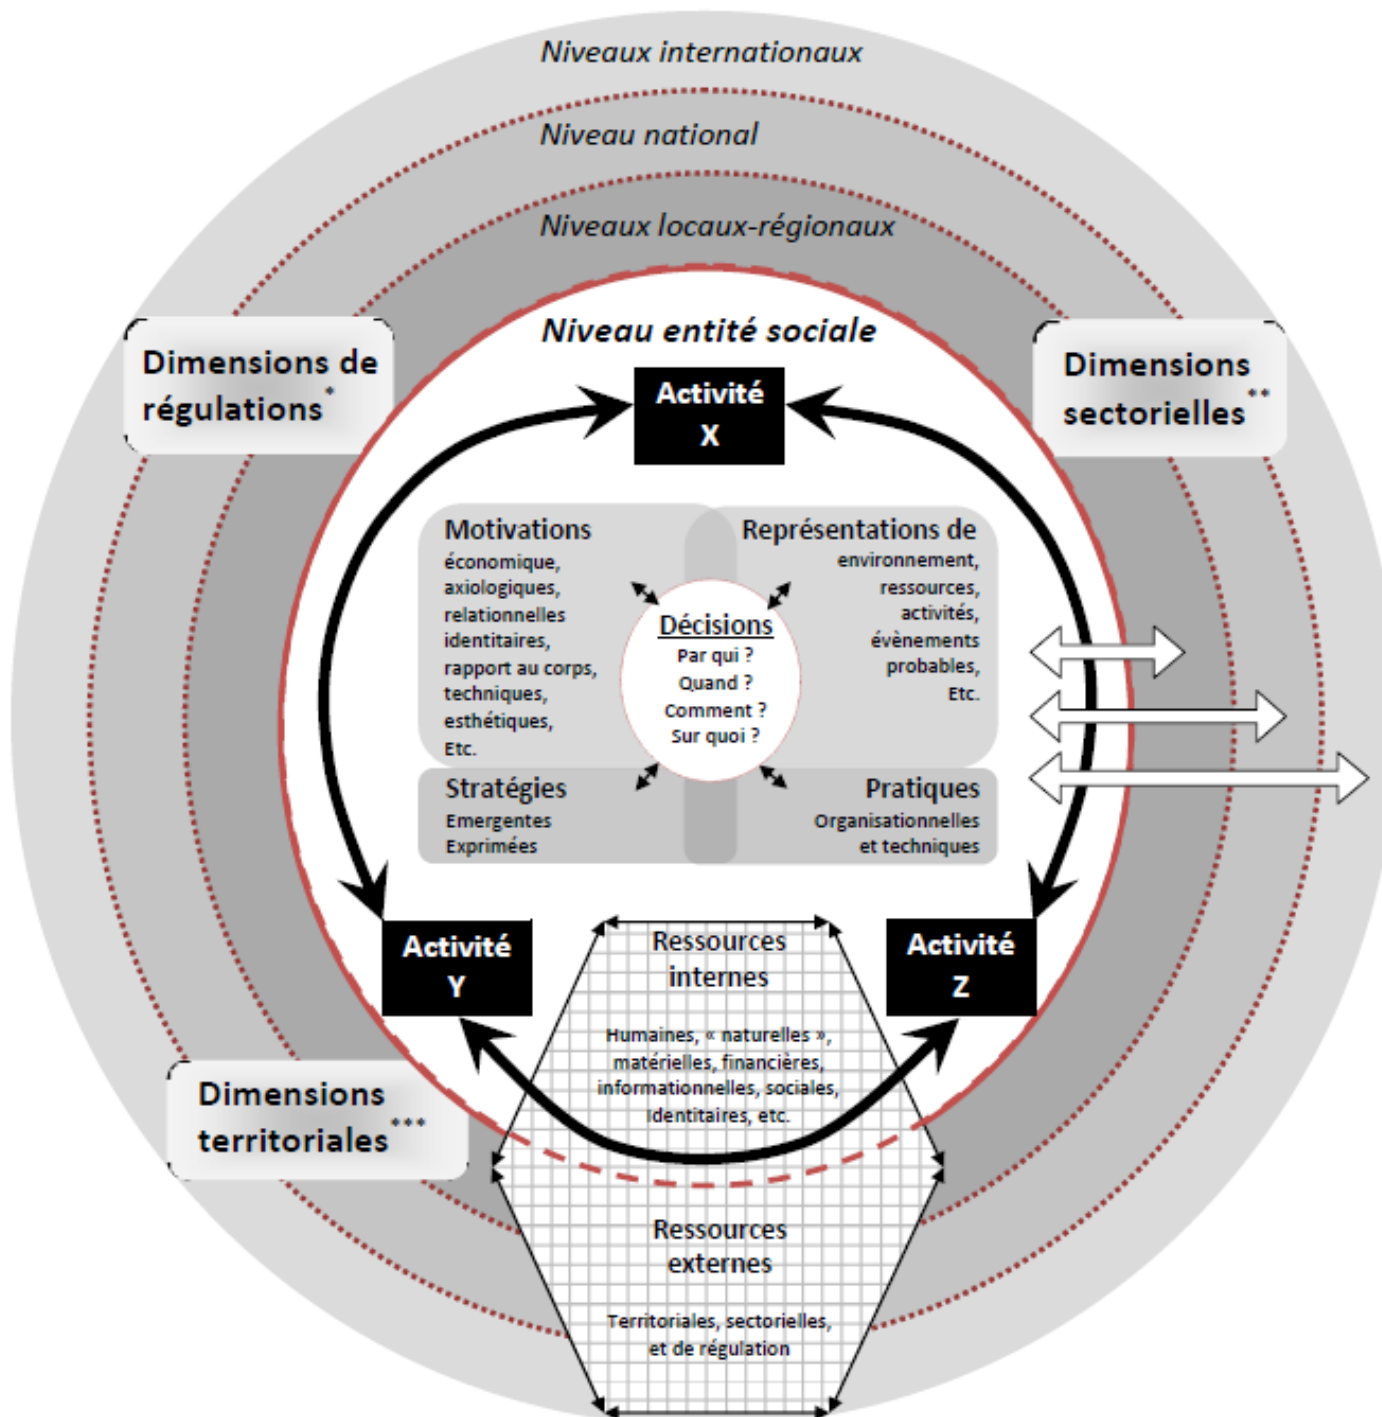 Niveaux internationaux
Niveau national
Niveaux locaux-régionaux
Niveau entité sociale
Dimensions de
régulations*
Dimensions
sectorielles**
Activité
X
Motivations
économique,
axiologiques,
relationnelles
identitaires,
rapport au corps,
techniques,
esthétiques,
Etc.
Représentations de
environnement,
ressources,
activités,
évènements
probables,
Etc.
Décisions
Par qui ?
Quand ?
Comment ?
Sur quoi ?
Stratégies
Emergentes
Exprimées
Pratiques
Organisationnelles
et techniques
Activité
Y
Activité
Z
Ressources
internes
Humaines, « naturelles »,
matérielles, financières,
informationnelles, sociales,
identitaires, etc.
Dimensions
territoriales***
Ressources
externes
Territoriales, sectorielles,
et de régulation